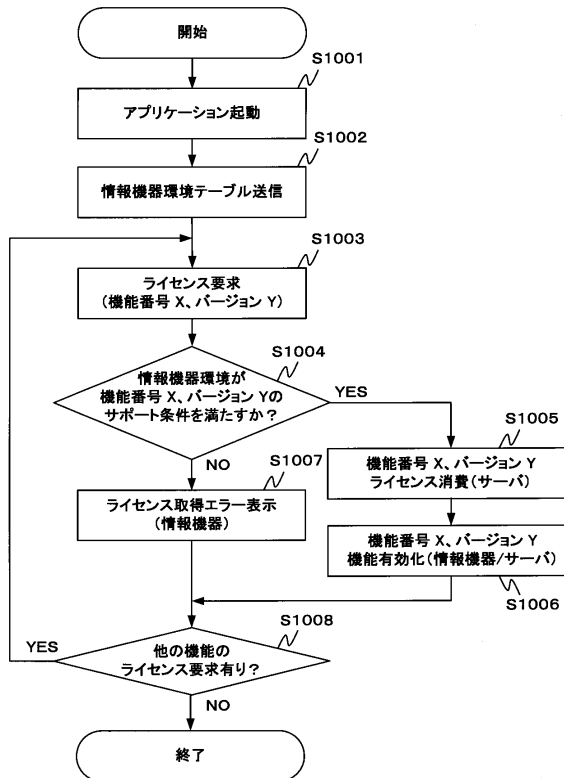 開始
S1001
アプリケーション起動
S1002
情報機器環境テーブル送信
S1003
ライセンス要求
(機能番号 X、バージョン Y)
S1004
情報機器環境が
機能番号 X、バージョン Yの
サポート条件を満たすか？
YES
NO
S1005
機能番号 X、バージョン Y
ライセンス消費(サーバ)
S1007
ライセンス取得エラー表示
(情報機器)
機能番号 X、バージョン Y
機能有効化(情報機器/サーバ)
S1006
S1008
YES
他の機能の
ライセンス要求有り？
NO
終了